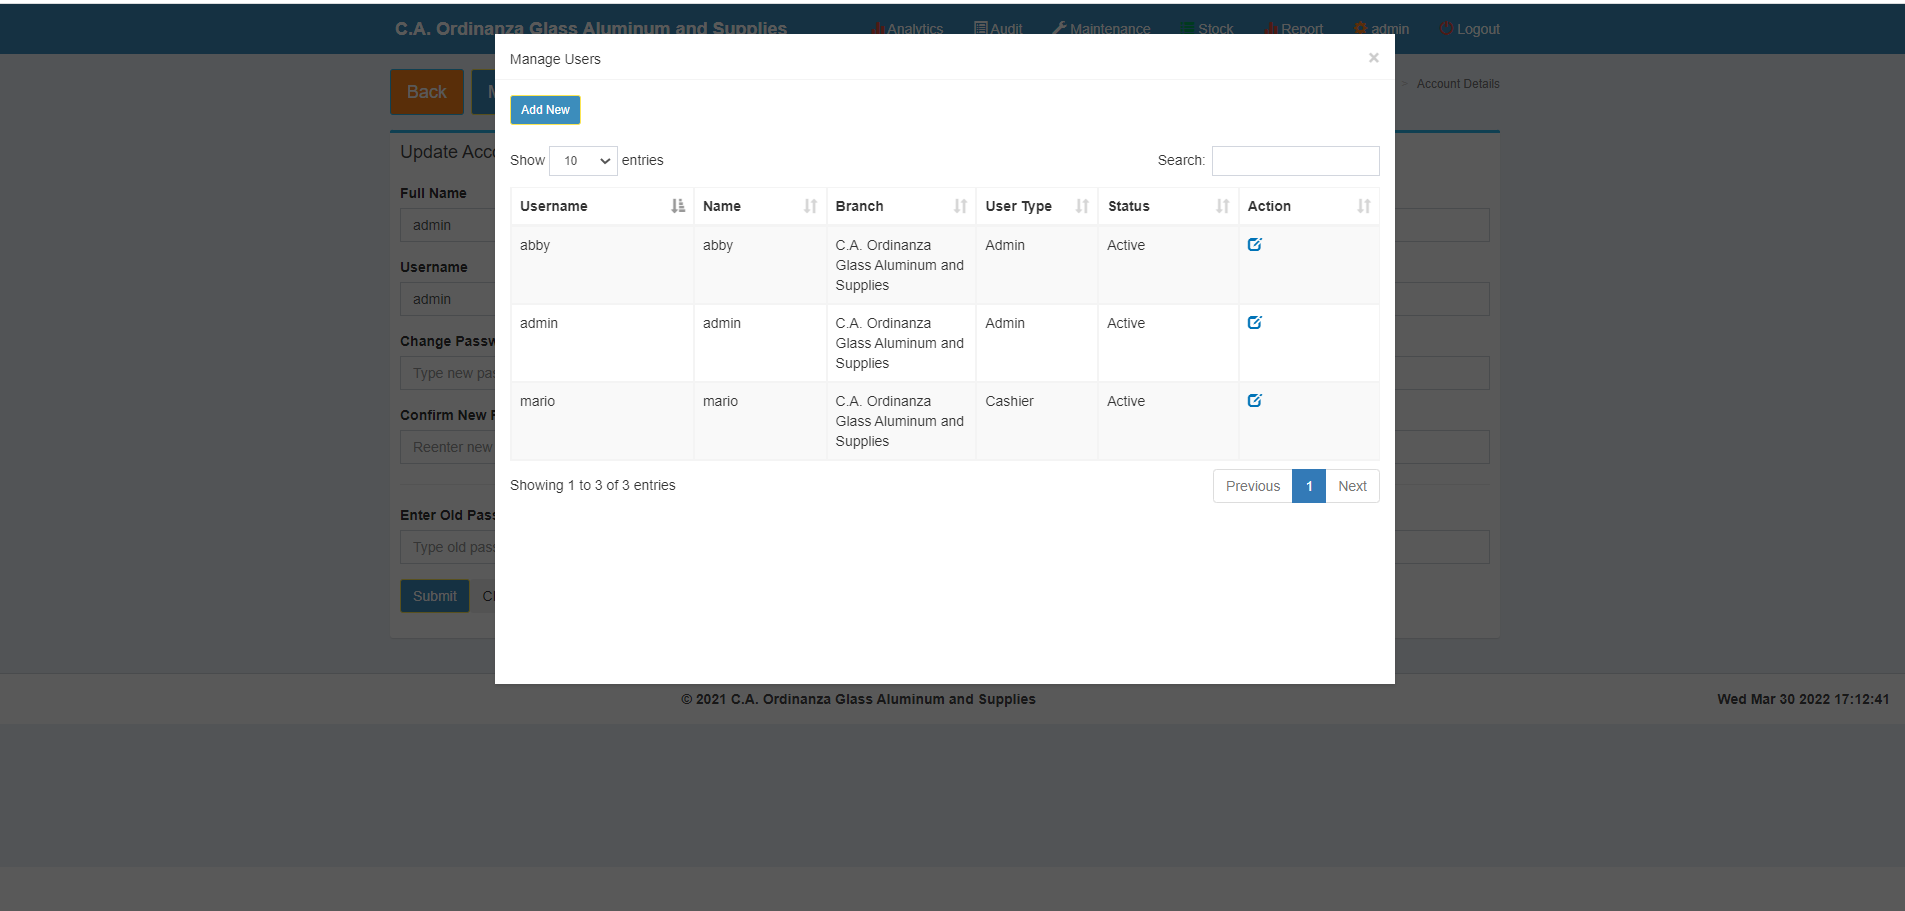 C.A. Ordinanza Glass Aluminum and Supplies
Analytics
Audit
Maintenance
Stock
Report
admin
Logout
Manage Users
×
Back
Account Details
Add New
Update
Show 10 entries
Search:
Full Name
admin
Username
admin
Change
Type new
Confirm New
Reenter new
Enter Old
Type old
Submit
Username Name Branch User Type Status Action
abby abby C.A. Ordinanza Admin Active
Glass Aluminum and
Supplies
admin admin C.A. Ordinanza Admin Active
Glass Aluminum and
Supplies
mario mario C.A. Ordinanza Cashier Active
Glass Aluminum and
Supplies
Showing 1 to 3 of 3 entries
Previous 1 Next
© 2021 C.A. Ordinanza Glass Aluminum and Supplies
Wed Mar 30 2022 17:12:41